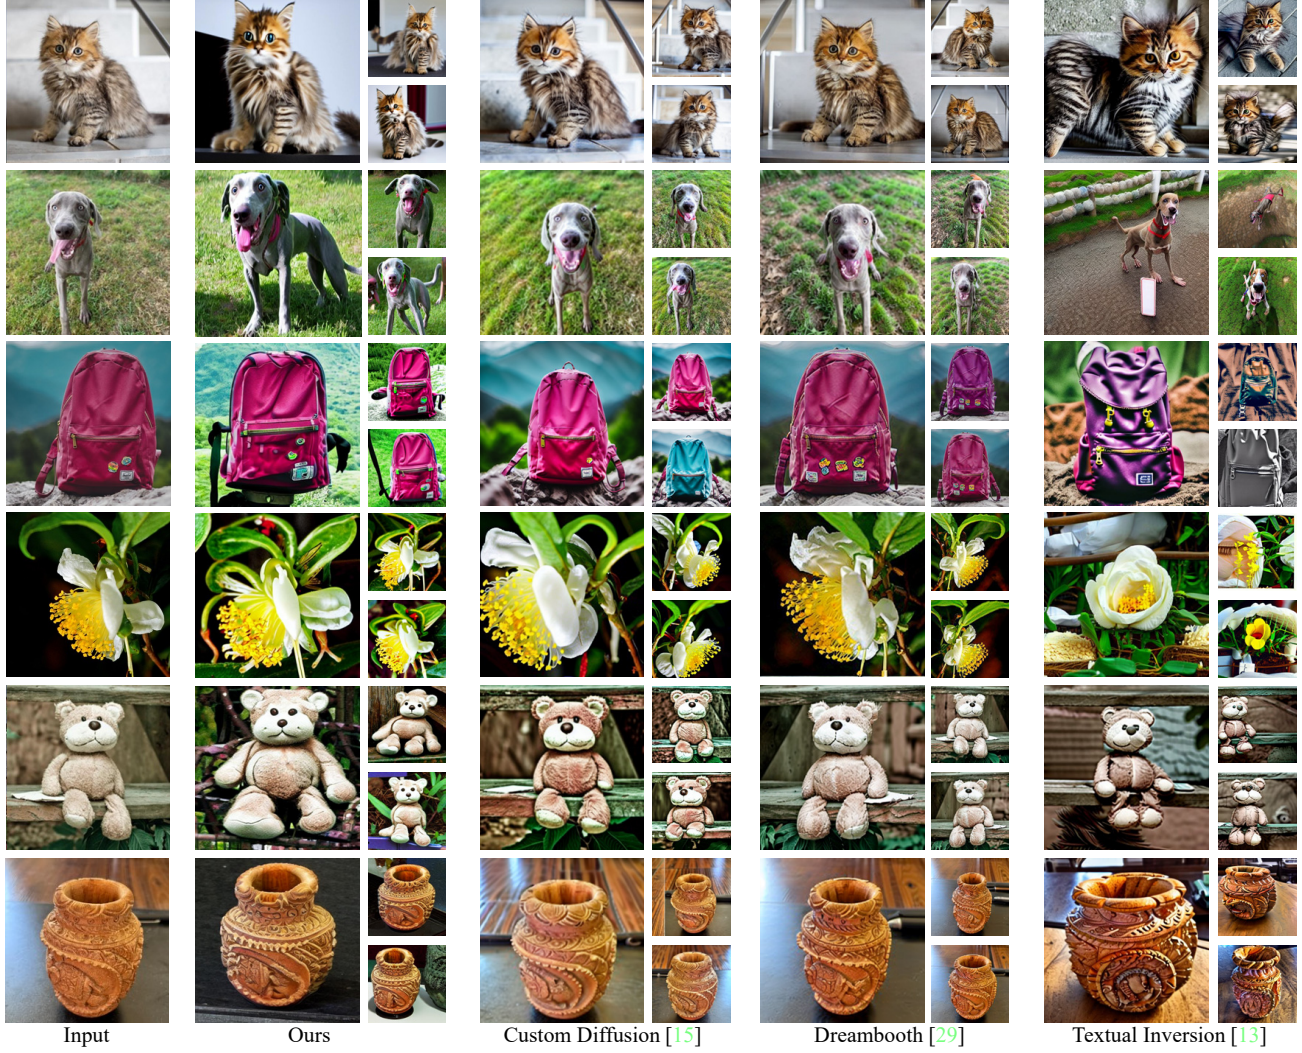 Input
Ours
Custom Diffusion [15]
Dreambooth [29]
Textual Inversion [13]